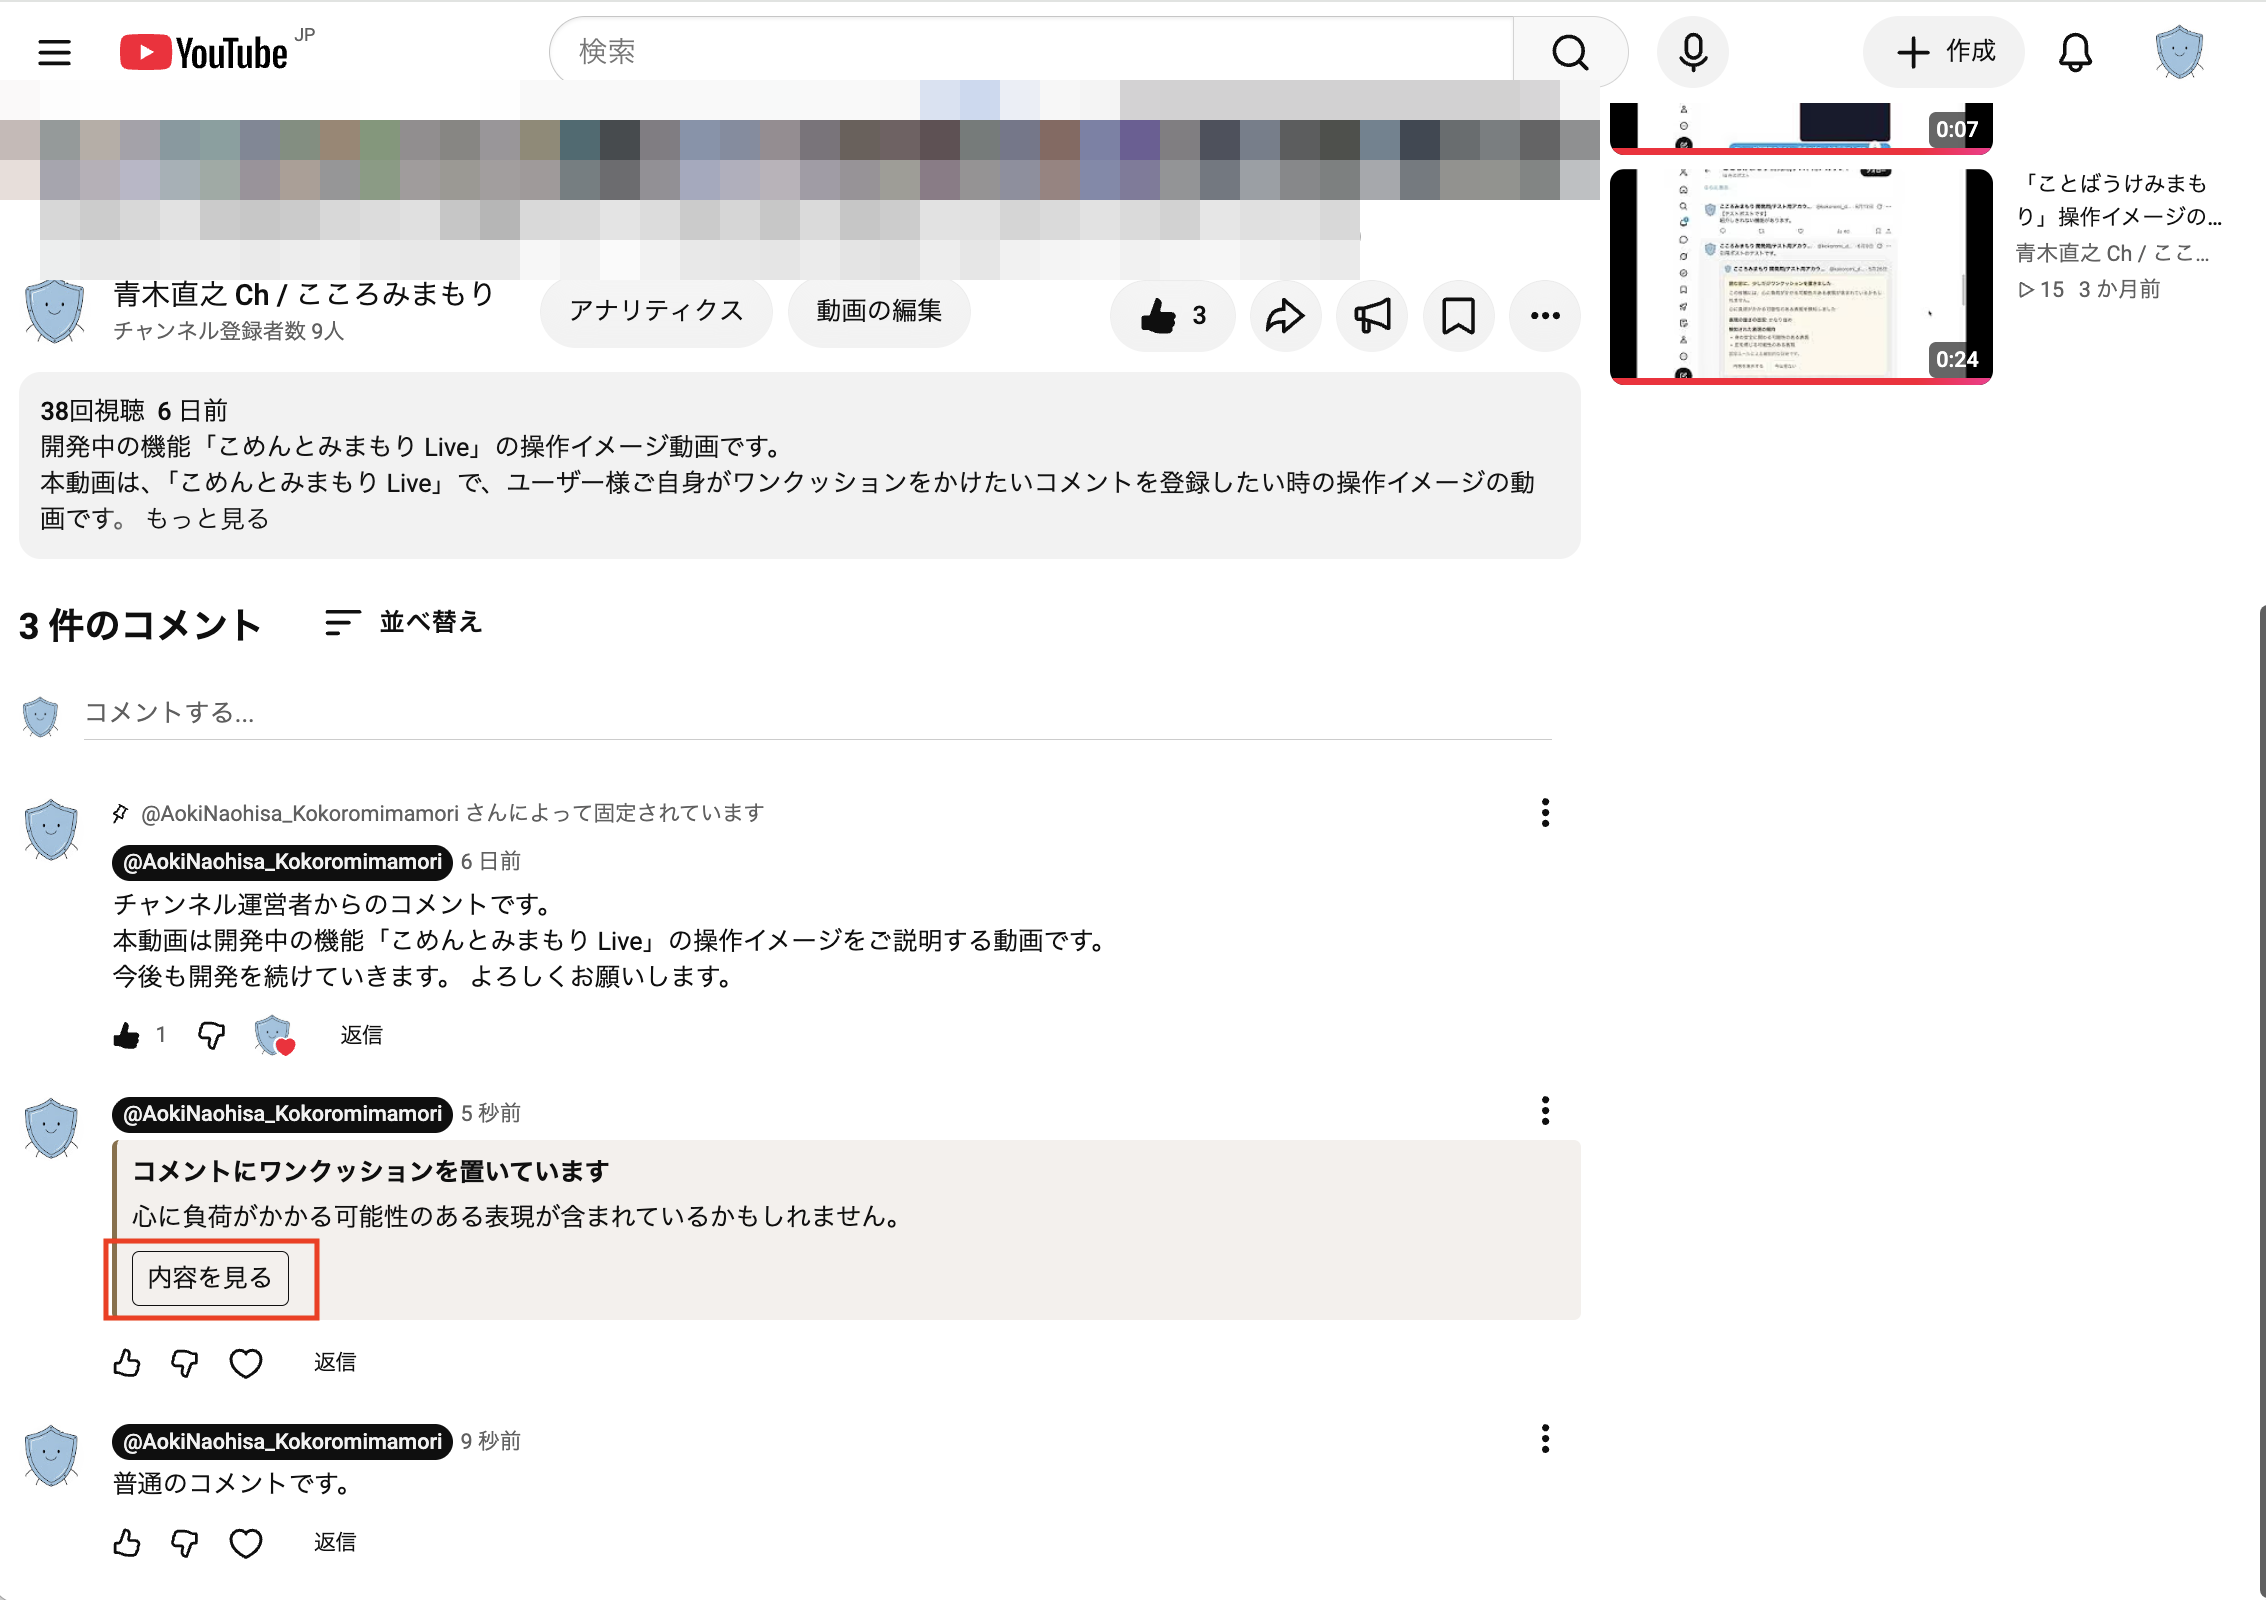 YouTube JP
検索
作成
0:07
「ことばうけみまも
り」操作イメージの...
青木直之 Ch / ここ...
15 3 か月前
0:24
青木直之 Ch / こころみまもり
チャンネル登録者数 9人
アナリティクス
動画の編集
3
38回視聴 6 日前
開発中の機能「こめんとみまもり Live」の操作イメージ動画です。
本動画は、「こめんとみまもり Live」で、ユーザー様ご自身がワンクッションをかけたいコメントを登録したい時の操作イメージの動
画です。 もっと見る
3 件のコメント
並べ替え
コメントする...
@AokiNaohisa_Kokoromimamori さんによって固定されています
@AokiNaohisa_Kokoromimamori 6 日前
チャンネル運営者からのコメントです。
本動画は開発中の機能「こめんとみまもり Live」の操作イメージをご説明する動画です。
今後も開発を続けていきます。 よろしくお願いします。
1
返信
@AokiNaohisa_Kokoromimamori 5 秒前
コメントにワンクッションを置いています
心に負荷がかかる可能性のある表現が含まれているかもしれません。
内容を見る
返信
@AokiNaohisa_Kokoromimamori 9 秒前
普通のコメントです。
返信